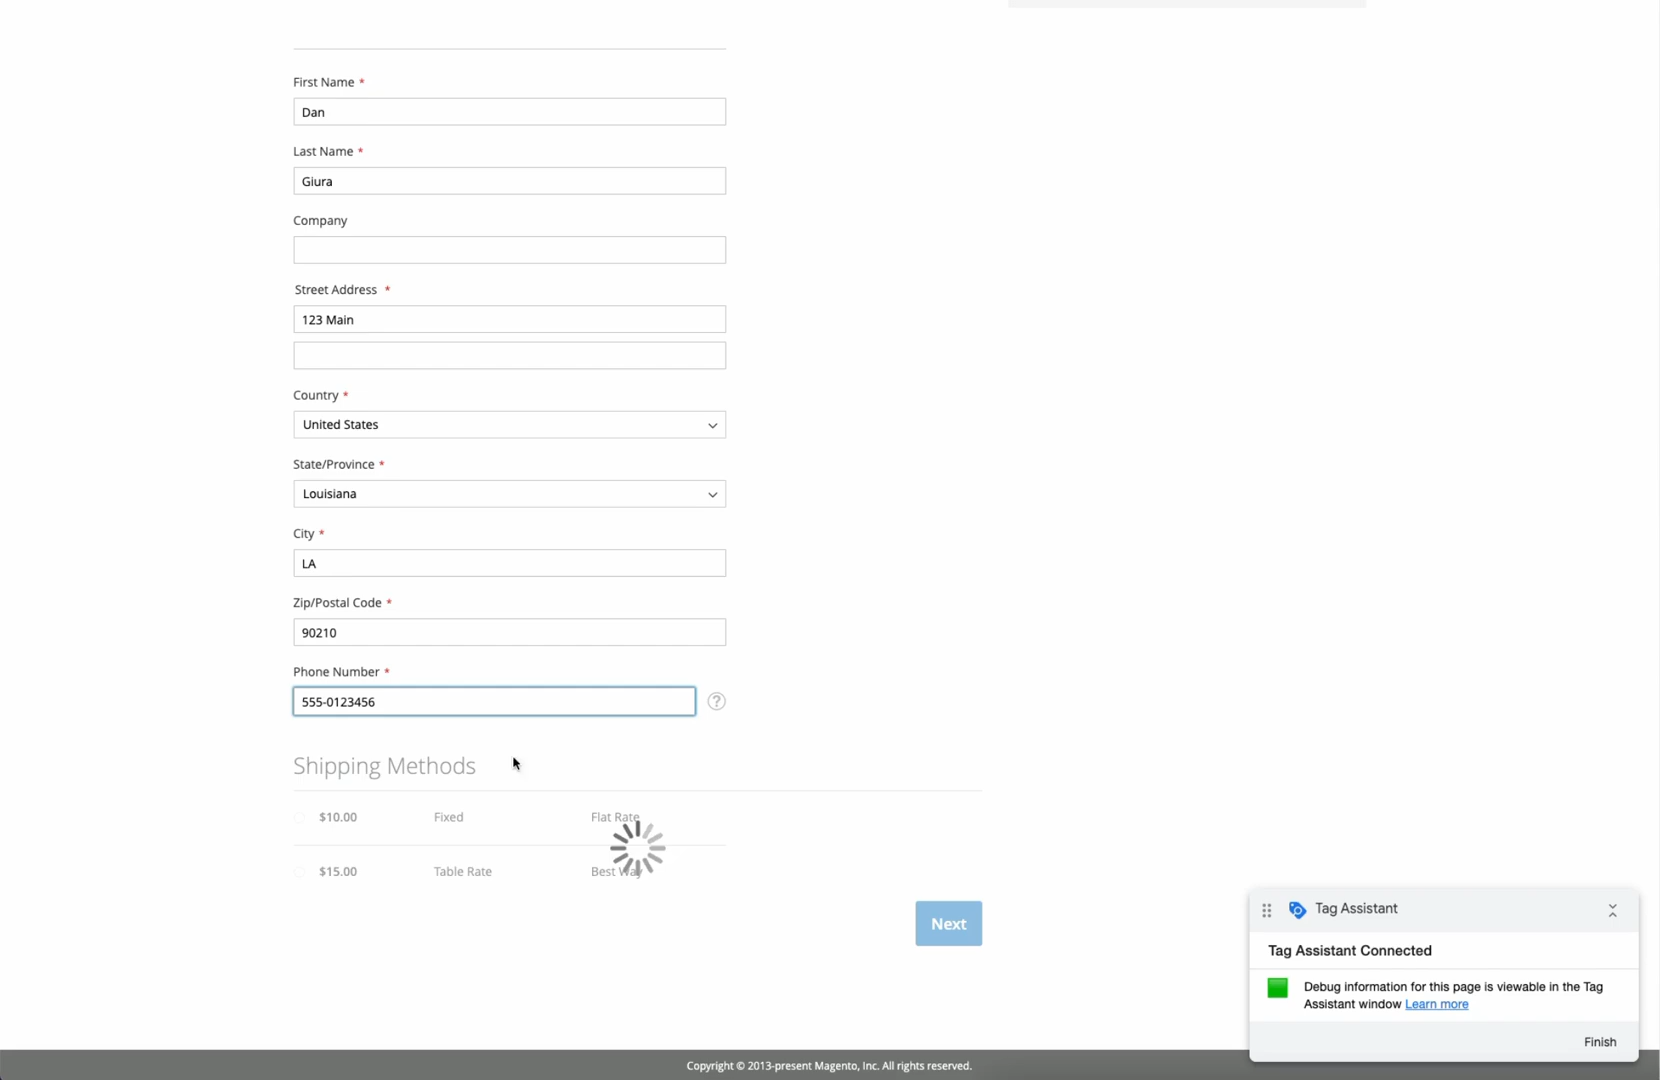 First Name *
Dan
Last Name *
Giura
Company
Street Address *
123 Main
Country *
United States
State/Province *
Louisiana
City *
LA
Zip/Postal Code *
90210
Phone Number *
555-0123456
?
Shipping Methods
$10.00 Fixed Flat Rate
$15.00 Table Rate Best Way
Next
Tag Assistant
Tag Assistant Connected
Debug information for this page is viewable in the Tag
Assistant window Learn more
Finish
Copyright © 2013-present Magento, Inc. All rights reserved.